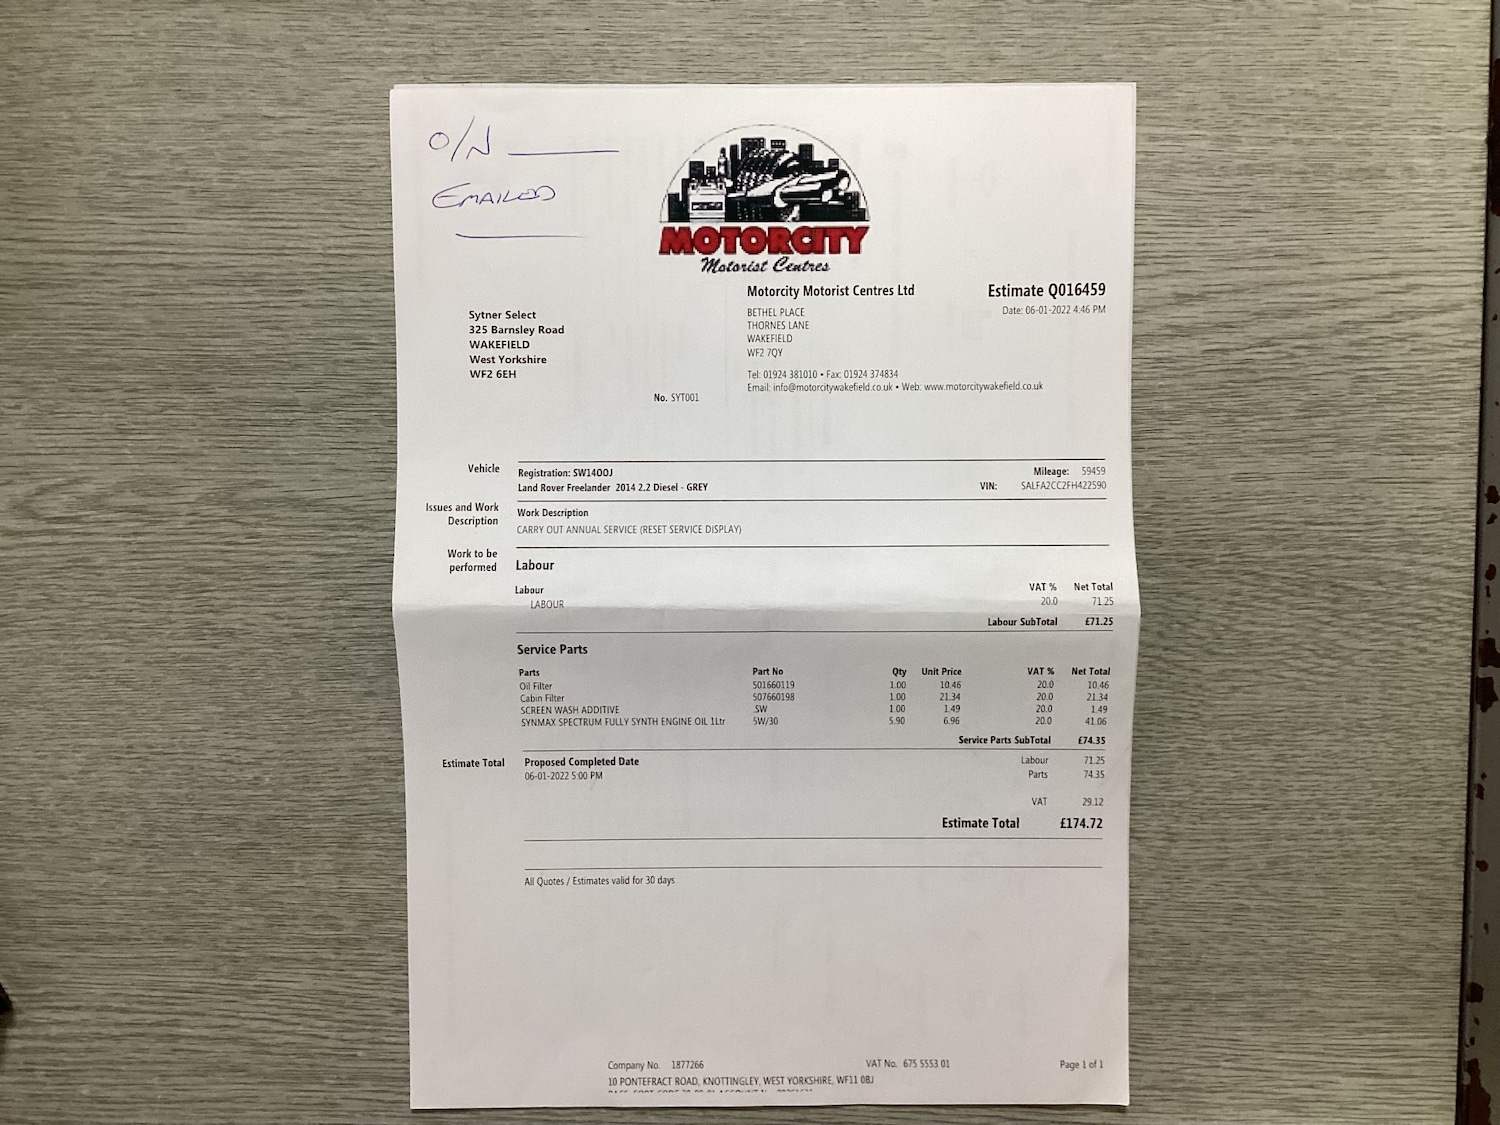 O/N
EMAILED
MOTORCITY
Motorist Centres
Motorcity Motorist Centres Ltd
BETHEL PLACE
THORNES LANE
WAKEFIELD
WF2 7QY
Tel: 01924 381010 • Fax: 01924 374834
Email: info@motorcitywakefield.co.uk • Web: www.motorcitywakefield.co.uk
Estimate Q016459
Date: 06-01-2022 4:46 PM
Sytner Select
325 Barnsley Road
WAKEFIELD
West Yorkshire
WF2 6EH
No. SYT001
Vehicle
Registration: SW14OOJ
Mileage: 59459
Land Rover Freelander 2014 2.2 Diesel - GREY
VIN: SALFA2CC2FH422590
Issues and Work
Description
Work Description
CARRY OUT ANNUAL SERVICE (RESET SERVICE DISPLAY)
Work to be
performed
Labour
Labour VAT % Net Total
LABOUR 20.0 71.25
Labour SubTotal £71.25
Service Parts
Parts Part No Qty Unit Price VAT % Net Total
Oil Filter 501660119 1.00 10.46 20.0 10.46
Cabin Filter 507660198 1.00 21.34 20.0 21.34
SCREEN WASH ADDITIVE .SW 1.00 1.49 20.0 1.49
SYNMAX SPECTRUM FULLY SYNTH ENGINE OIL 1Ltr 5W/30 5.90 6.96 20.0 41.06
Service Parts SubTotal £74.35
Estimate Total
Proposed Completed Date
06-01-2022 5:00 PM
Labour 71.25
Parts 74.35
VAT 29.12
Estimate Total £174.72
All Quotes / Estimates valid for 30 days
Company No. 1877266
VAT No. 675 5553 01
Page 1 of 1
10 PONTEFRACT ROAD, KNOTTINGLEY, WEST YORKSHIRE, WF11 0BJ